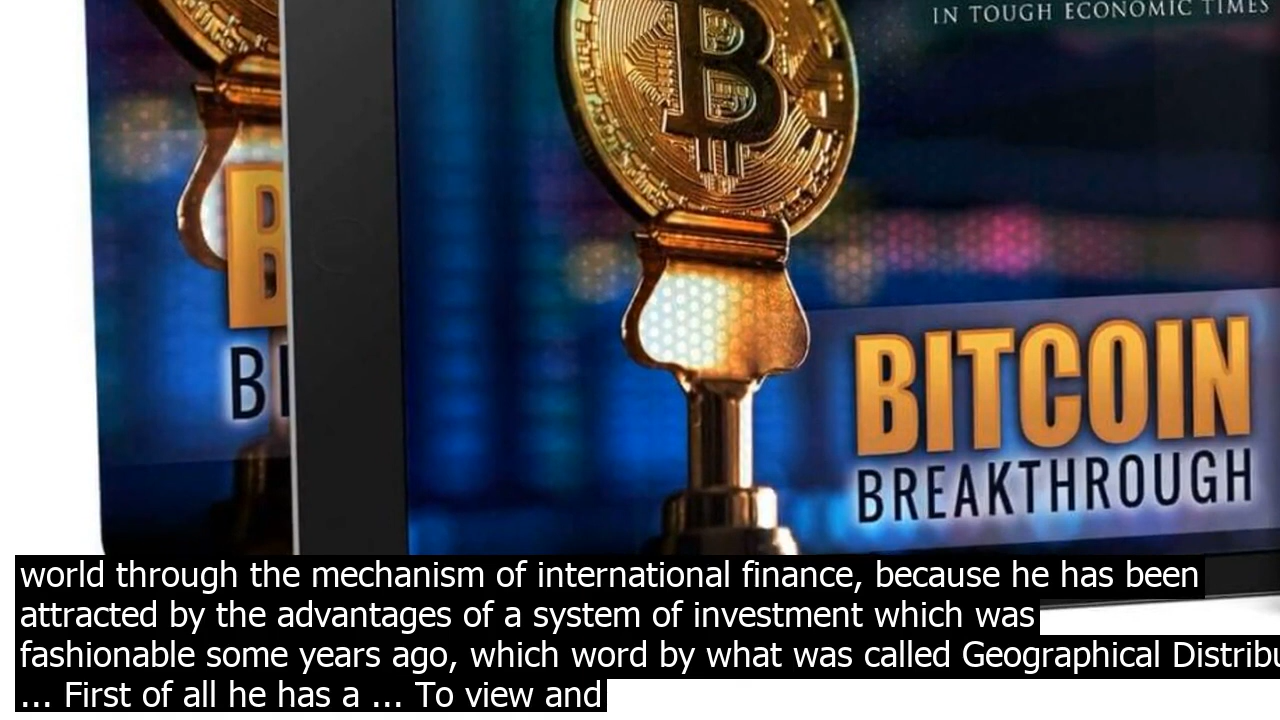 IN TOUGH ECONOMIC TIMES
BITCOIN
BREAKTHROUGH
world through the mechanism of international finance, because he has been
attracted by the advantages of a system of investment which was
fashionable some years ago, which word by what was called Geographical Distribu
... First of all he has a ... To view and